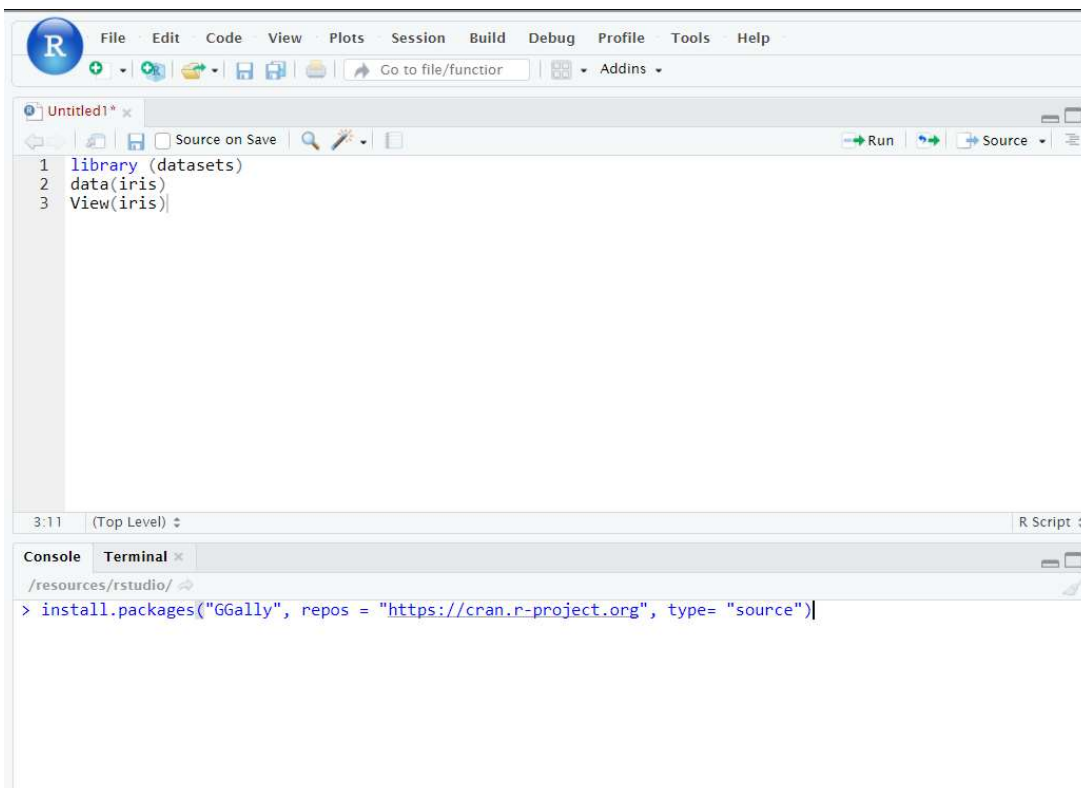 R
File Edit Code View Plots Session Build Debug Profile Tools Help
Go to file/functior Addins
Untitled1*
Source on Save Run Source
1 library (datasets)
2 data(iris)
3 View(iris)
3:11 (Top Level) R Script
Console Terminal
/resources/rstudio/
> install.packages("GGally", repos = "https://cran.r-project.org", type= "source")